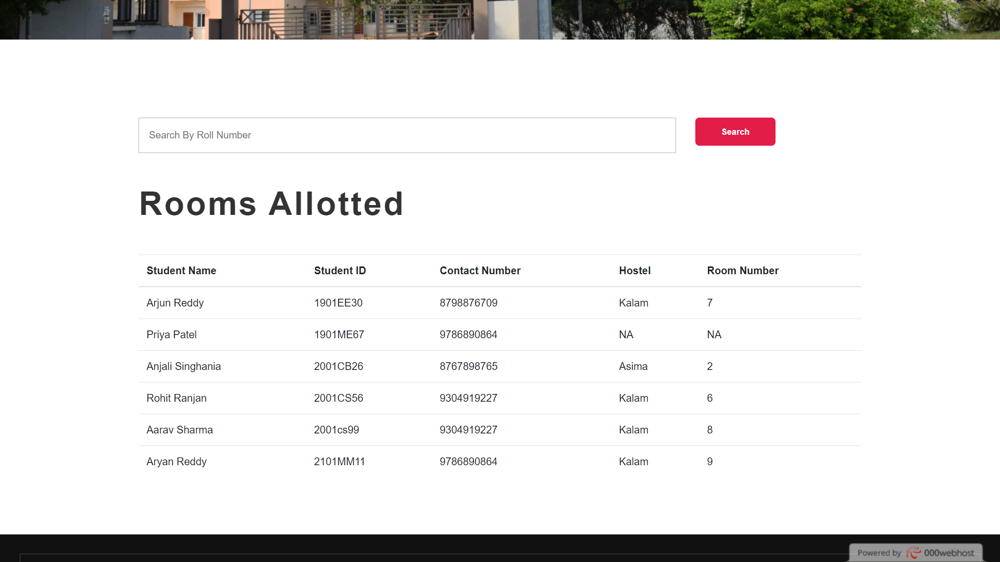 Search By Roll Number
Search
Rooms Allotted
Student Name Student ID Contact Number Hostel Room Number
Arjun Reddy 1901EE30 8798876709 Kalam 7
Priya Patel 1901ME67 9786890864 NA NA
Anjali Singhania 2001CB26 8767898765 Asima 2
Rohit Ranjan 2001CS56 9304919227 Kalam 6
Aarav Sharma 2001cs99 9304919227 Kalam 8
Aryan Reddy 2101MM11 9786890864 Kalam 9
Powered by 000webhost